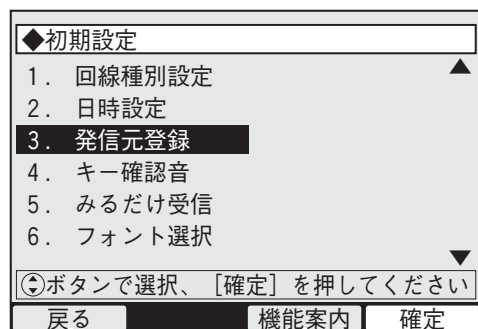 ◆初期設定
1. 回線種別設定
2. 日時設定
3. 発信元登録
4. キー確認音
5. みるだけ受信
6. フォント選択
ボタンで選択、［確定］を押してください
戻る 機能案内 確定